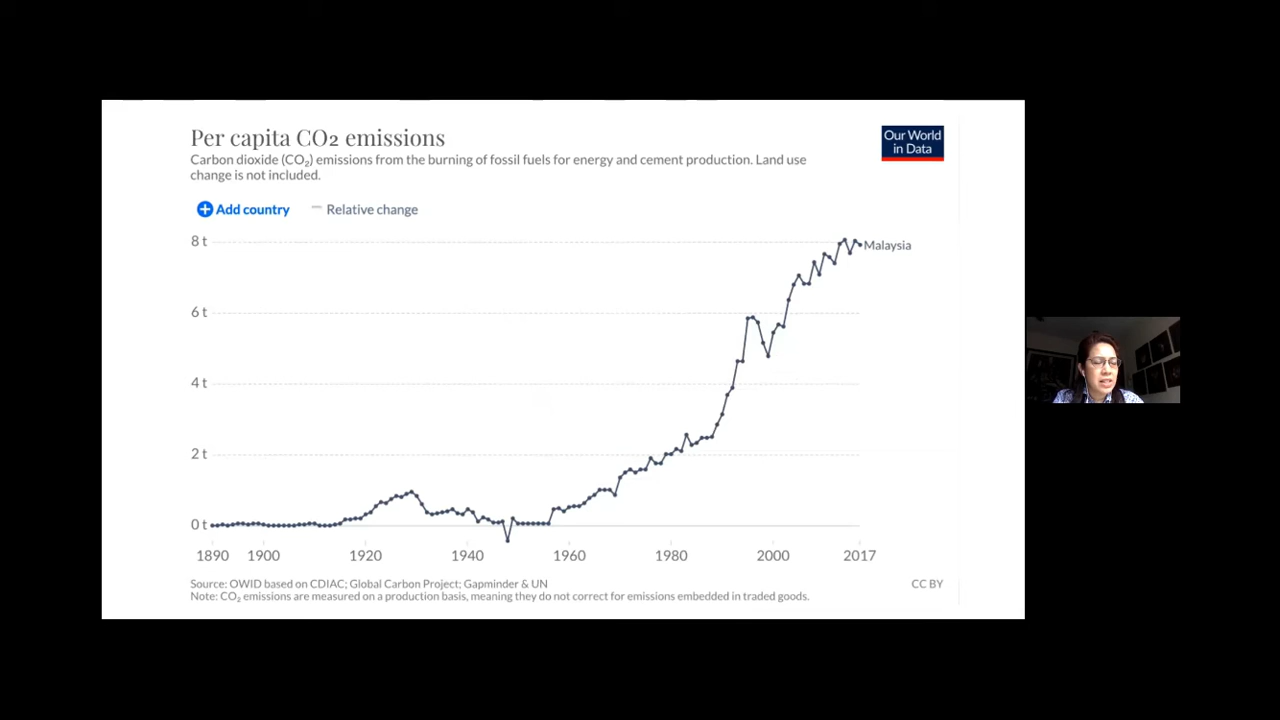 Per capita CO2 emissions
Our World
in Data
Carbon dioxide (CO₂) emissions from the burning of fossil fuels for energy and cement production. Land use
change is not included.
Add country
Relative change
8 t
Malaysia
6 t
4 t
2 t
0 t
1890 1900 1920 1940 1960 1980 2000 2017
Source: OWID based on CDIAC; Global Carbon Project; Gapminder & UN
CC BY
Note: CO₂ emissions are measured on a production basis, meaning they do not correct for emissions embedded in traded goods.